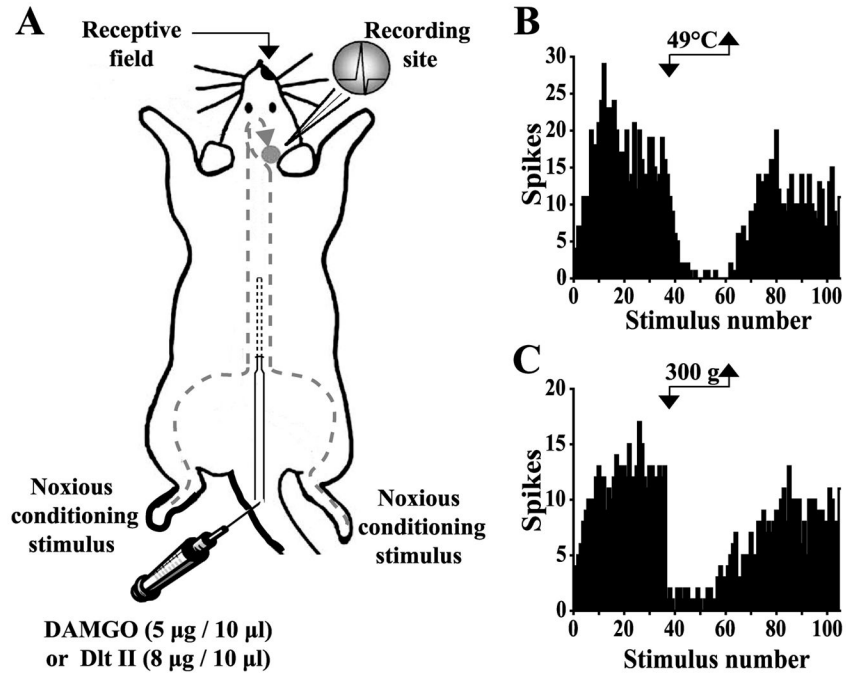 A
Receptive
field
Recording
site
Noxious
conditioning
stimulus
Noxious
conditioning
stimulus
DAMGO (5 µg / 10 µl)
or Dlt II (8 µg / 10 µl)
B
49°C
30
25
20
15
10
5
0
Spikes
0 20 40 60 80 100
Stimulus number
C
300 g
20
15
10
5
0
Spikes
0 20 40 60 80 100
Stimulus number